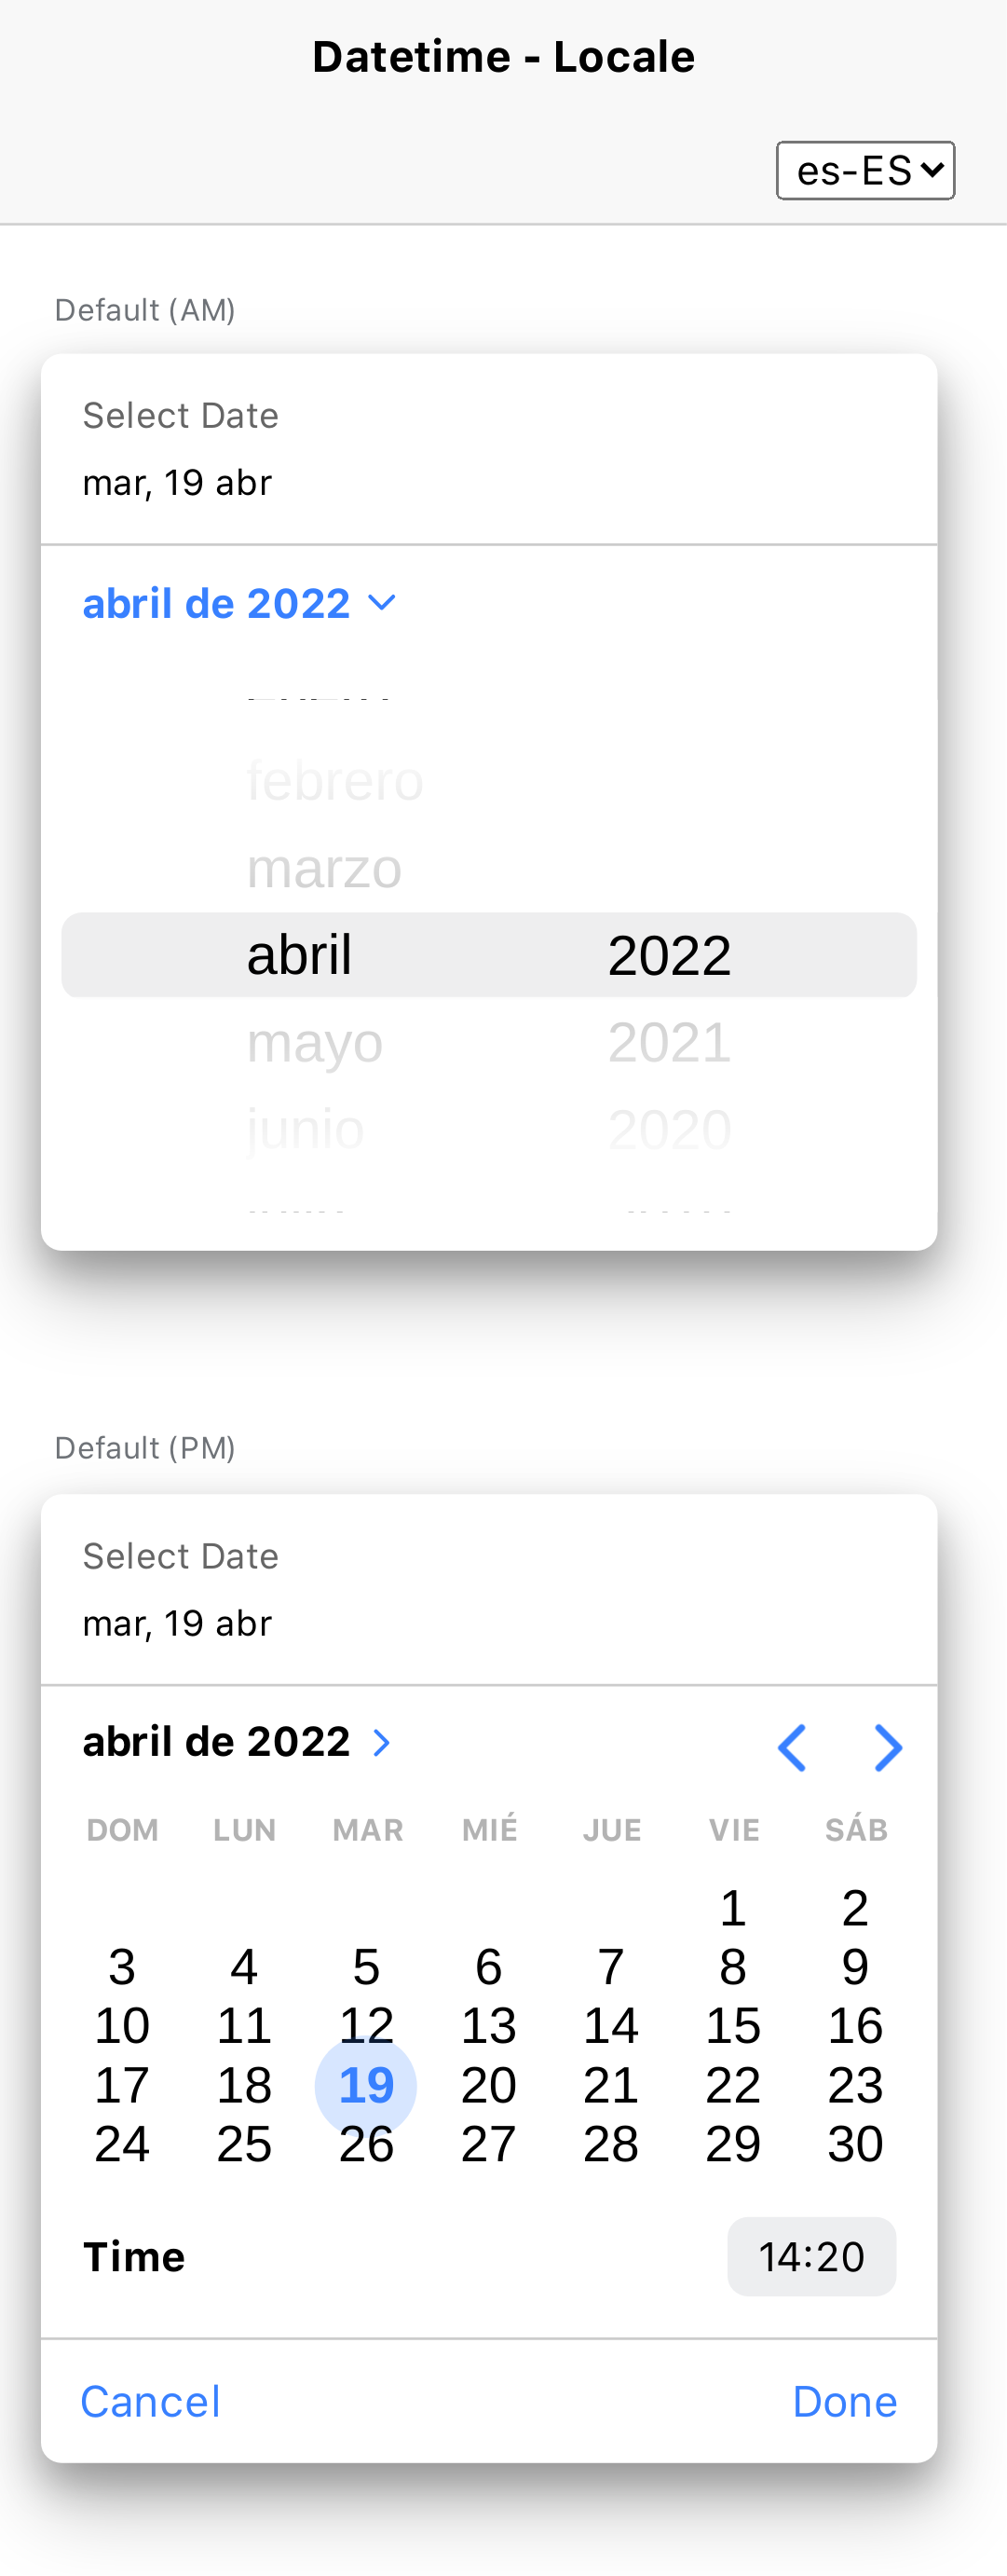 Datetime - Locale
es-ES
Default (AM)
Select Date
mar, 19 abr
abril de 2022
febrero
marzo
abril 2022
mayo 2021
junio 2020
Default (PM)
Select Date
mar, 19 abr
abril de 2022
DOM LUN MAR MIÉ JUE VIE SÁB
1 2
3 4 5 6 7 8 9
10 11 12 13 14 15 16
17 18 19 20 21 22 23
24 25 26 27 28 29 30
Time 14:20
Cancel Done